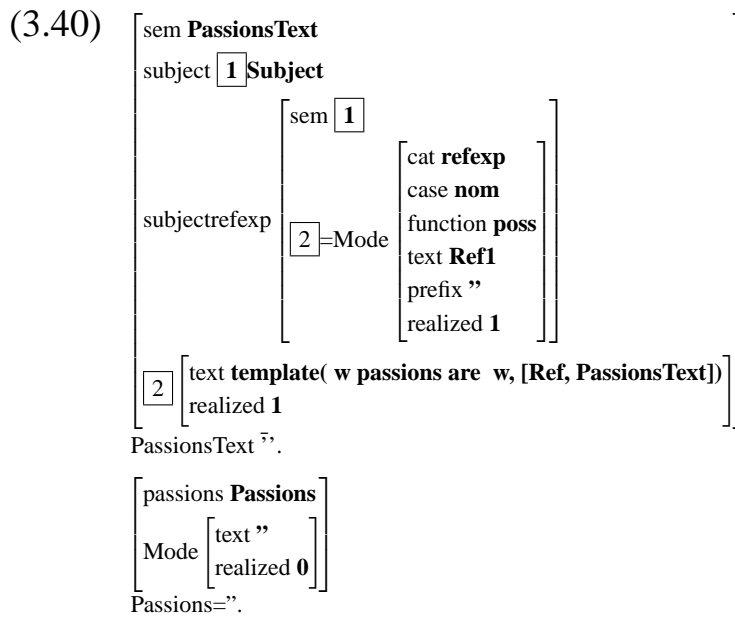 (3.40)
sem PassionsText
subject 1 Subject
sem 1
cat refexp
case nom
function poss
subjectrefexp 2 =Mode
text Ref1
prefix ”
realized 1
2 text template( w passions are w, [Ref, PassionsText])
realized 1
PassionsText ̄’’.
passions Passions
Mode text ”
realized 0
Passions=”.